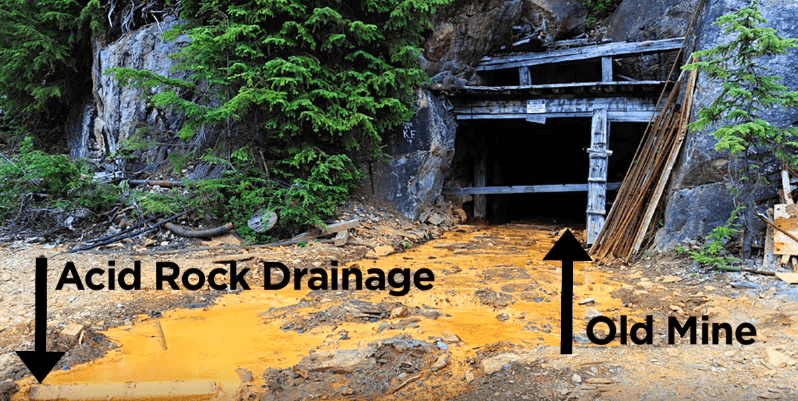 Acid Rock Drainage
Old Mine